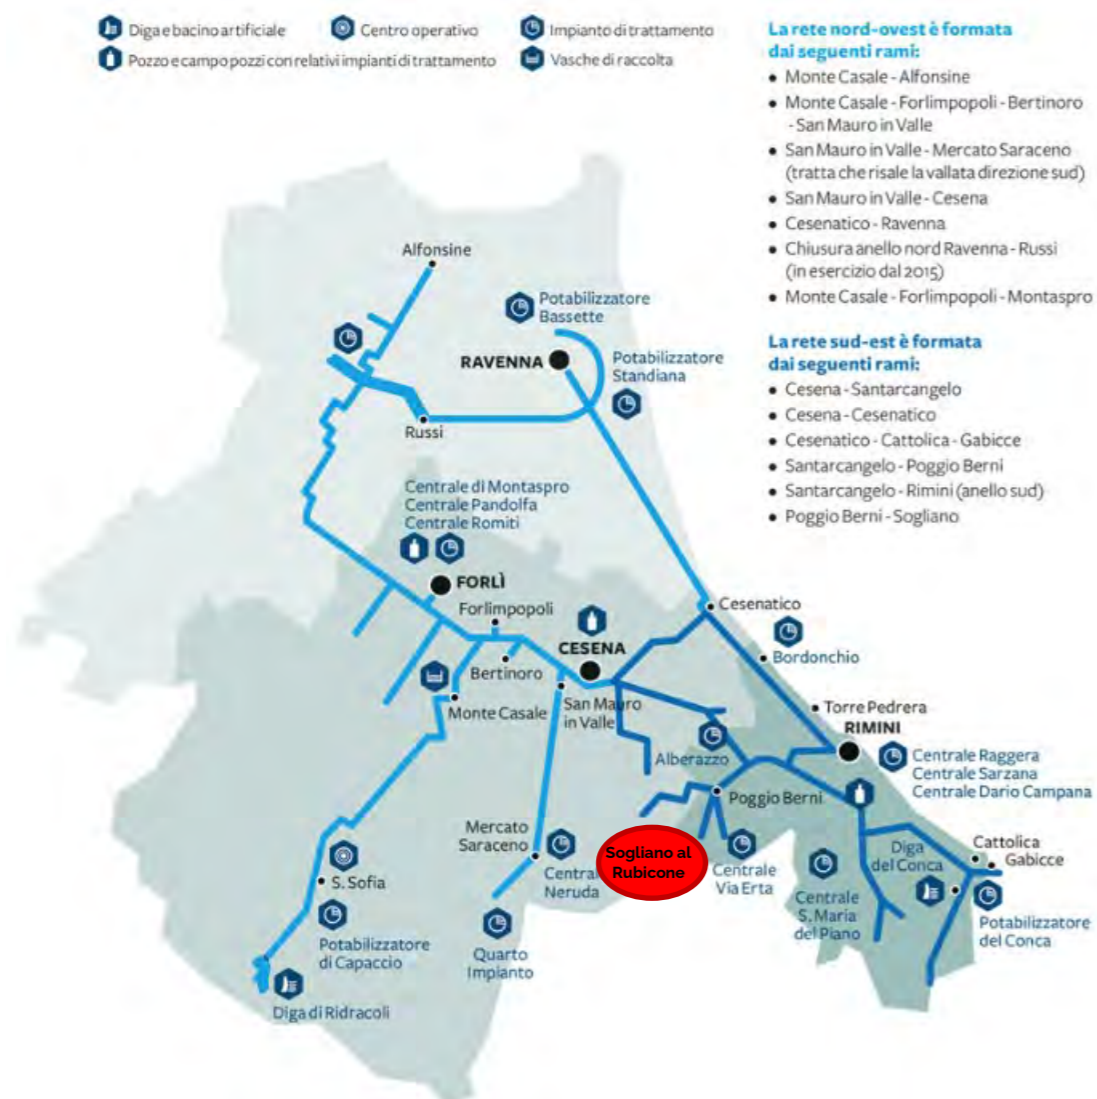 Diga e bacino artificiale
Centro operativo
Impianto di trattamento
Pozzo e campo pozzi con relativi impianti di trattamento
Vasche di raccolta
La rete nord-ovest è formata
dai seguenti rami:
• Monte Casale - Alfonsine
• Monte Casale - Forlimpopoli - Bertinoro
- San Mauro in Valle
• San Mauro in Valle - Mercato Saraceno
(tratta che risale la vallata direzione sud)
• San Mauro in Valle - Cesena
• Cesenatico - Ravenna
• Chiusura anello nord Ravenna - Russi
(in esercizio dal 2015)
• Monte Casale - Forlimpopoli - Montaspro
La rete sud-est è formata
dai seguenti rami:
• Cesena - Santarcangelo
• Cesena - Cesenatico
• Cesenatico - Cattolica - Gabicce
• Santarcangelo - Poggio Berni
• Santarcangelo - Rimini (anello sud)
• Poggio Berni - Sogliano
Alfonsine
Potabilizzatore
Bassette
RAVENNA
Potabilizzatore
Standiana
Russi
Centrale di Montaspro
Centrale Pandolfa
Centrale Romiti
FORLÌ
Forlimpopoli
Cesenatico
CESENA
Bordonchio
Bertinoro
Monte Casale
San Mauro
in Valle
Torre Pedrera
RIMINI
Alberazzo
Centrale Raggera
Centrale Sarzana
Centrale Dario Campana
Poggio Berni
Mercato
Saraceno
Sogliano al
Rubicone
Centrale
Via Erta
Diga
del Conca
Cattolica
Gabicce
S. Sofia
Central
Neruda
Centrale
S. Maria
del Piano
Potabilizzatore
del Conca
Potabilizzatore
di Capaccio
Quarto
Impianto
Diga di Ridracoli